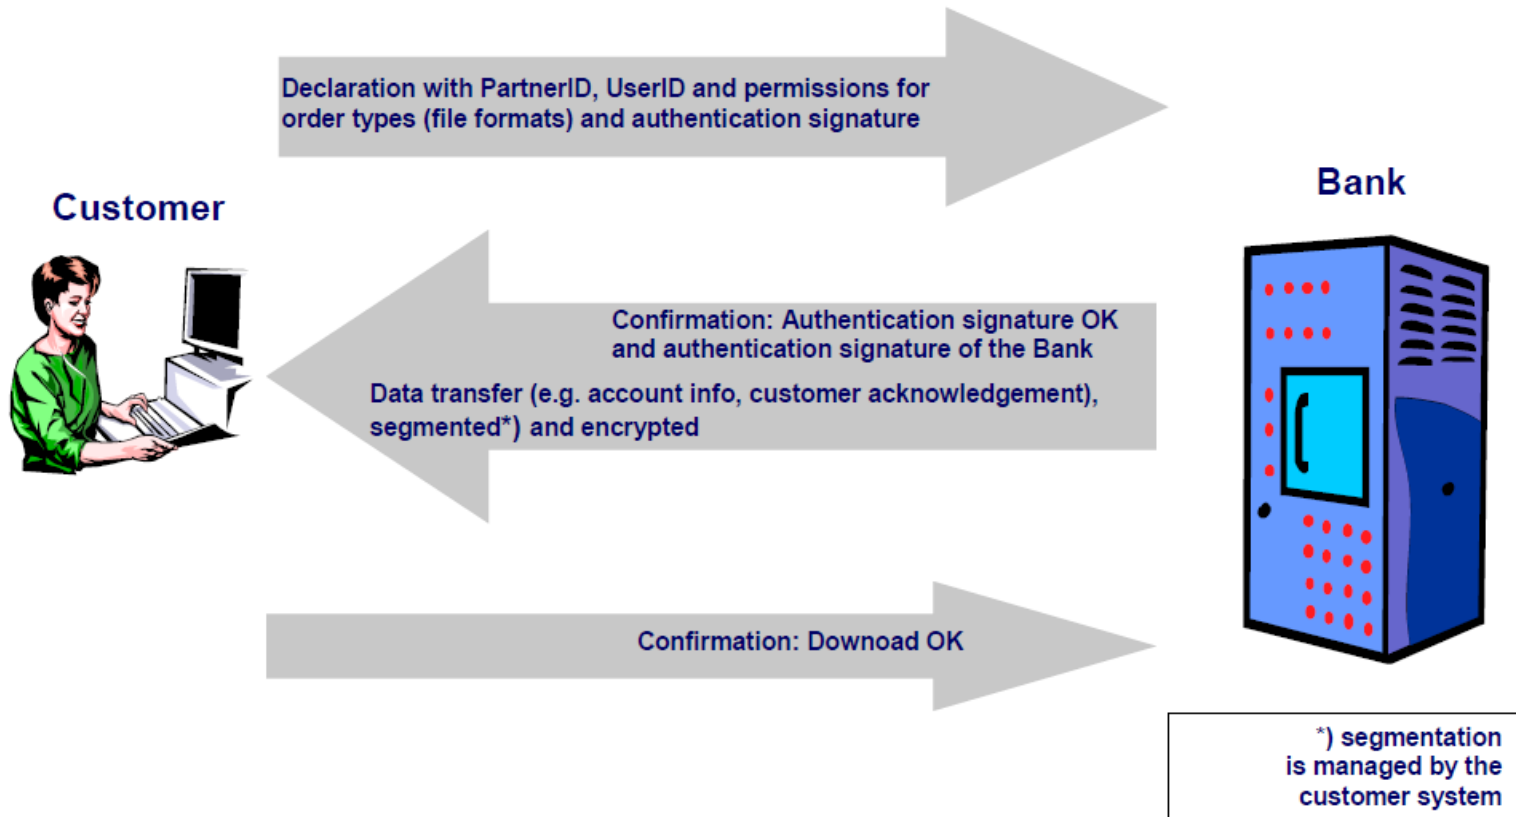 Declaration with PartnerID, UserID and permissions for
order types (file formats) and authentication signature
Customer
Bank
Confirmation: Authentication signature OK
and authentication signature of the Bank
Data transfer (e.g. account info, customer acknowledgement),
segmented*) and encrypted
Confirmation: Downoad OK
*) segmentation
is managed by the
customer system